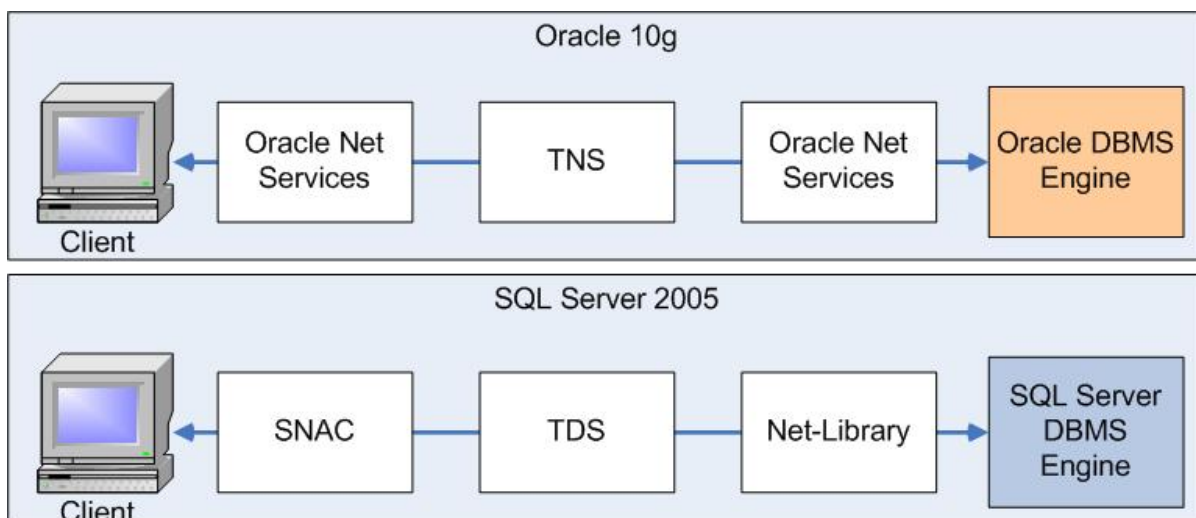 Oracle 10g
Oracle Net
Services
TNS
Oracle Net
Services
Oracle DBMS
Engine
Client
SQL Server 2005
SNAC
TDS
Net-Library
SQL Server
DBMS
Engine
Client